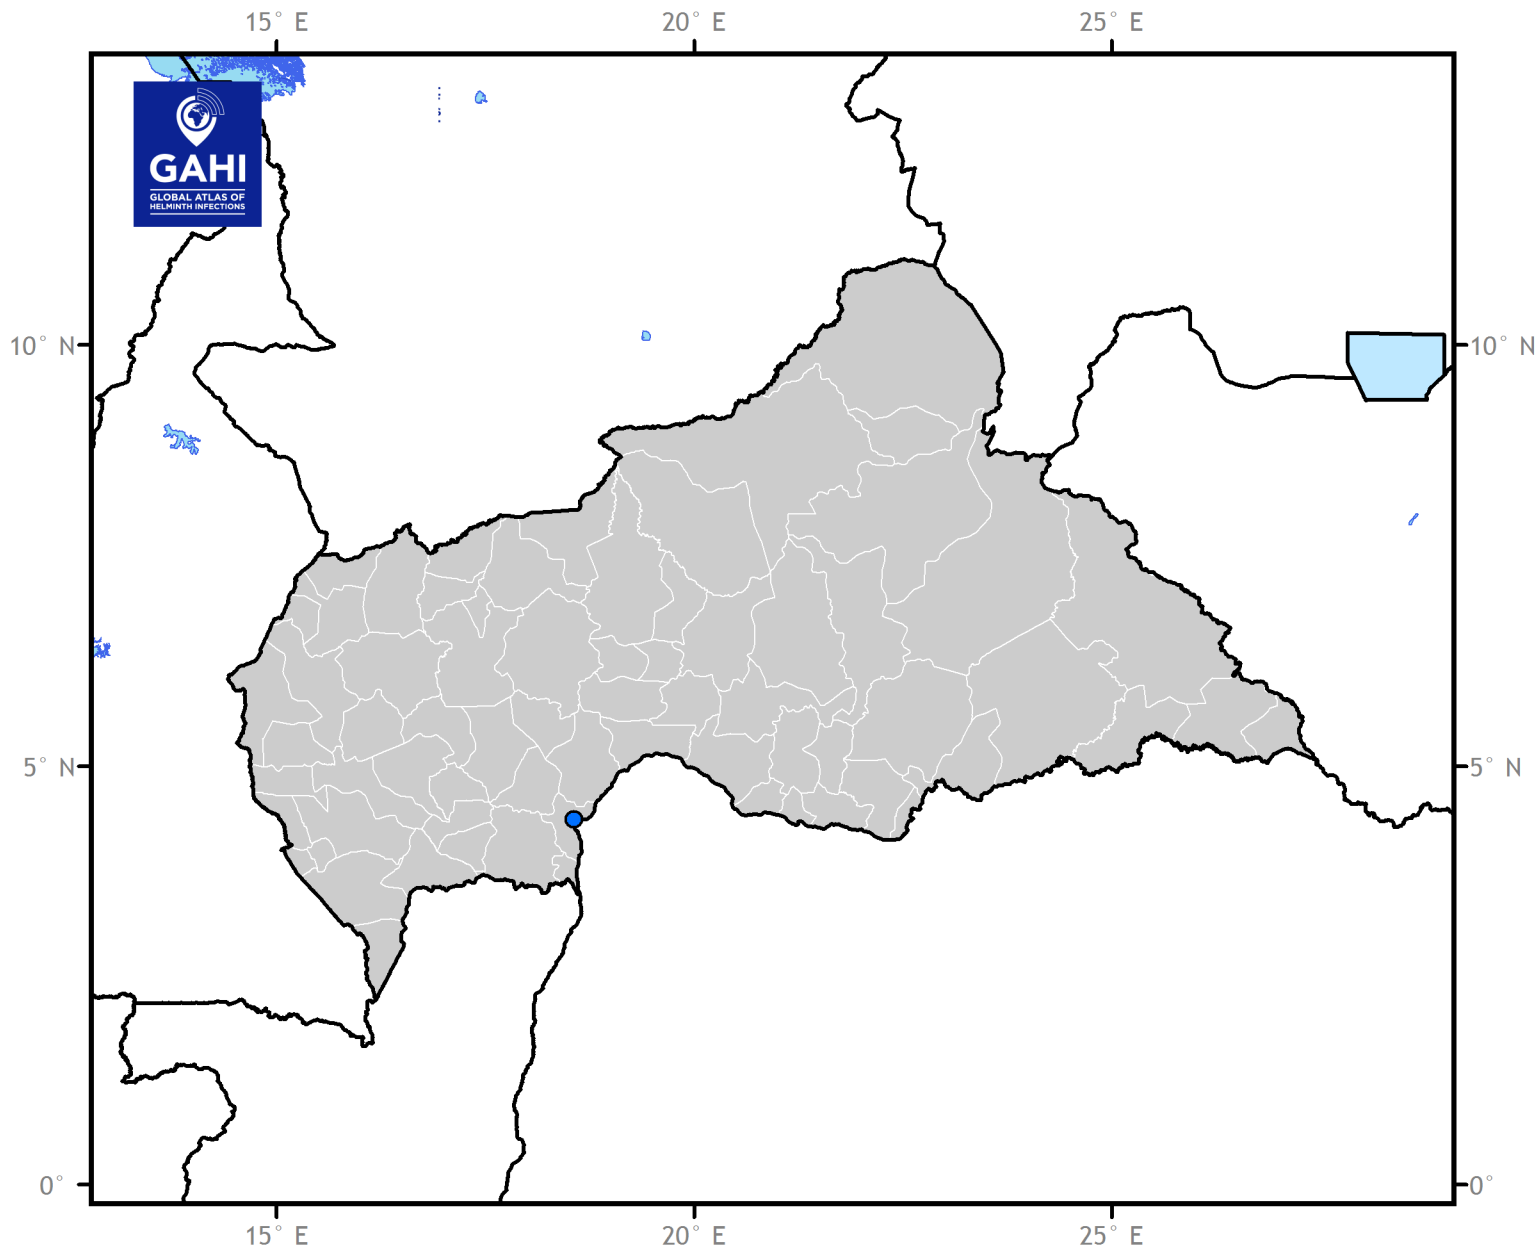 15° E 20° E 25° E
GAHI
GLOBAL ATLAS OF
HELMINTH INFECTIONS
10° N 10° N
5° N 5° N
0° 0°
15° E 20° E 25° E